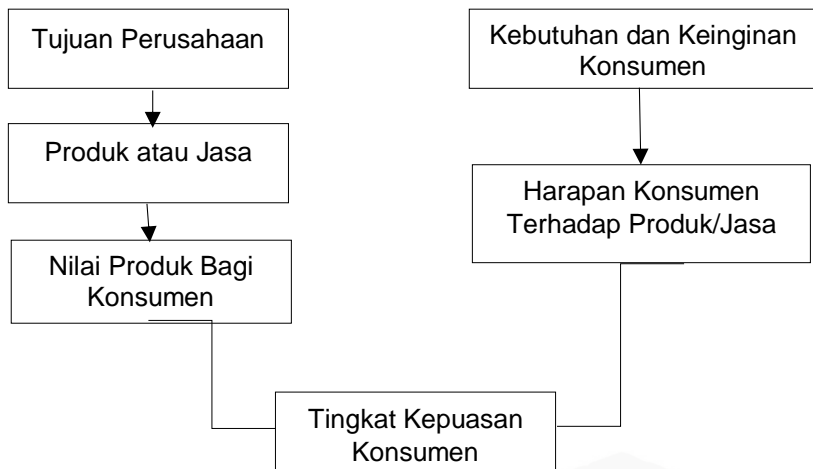 Tujuan Perusahaan
Kebutuhan dan Keinginan
Konsumen
Produk atau Jasa
Harapan Konsumen
Terhadap Produk/Jasa
Nilai Produk Bagi
Konsumen
Tingkat Kepuasan
Konsumen